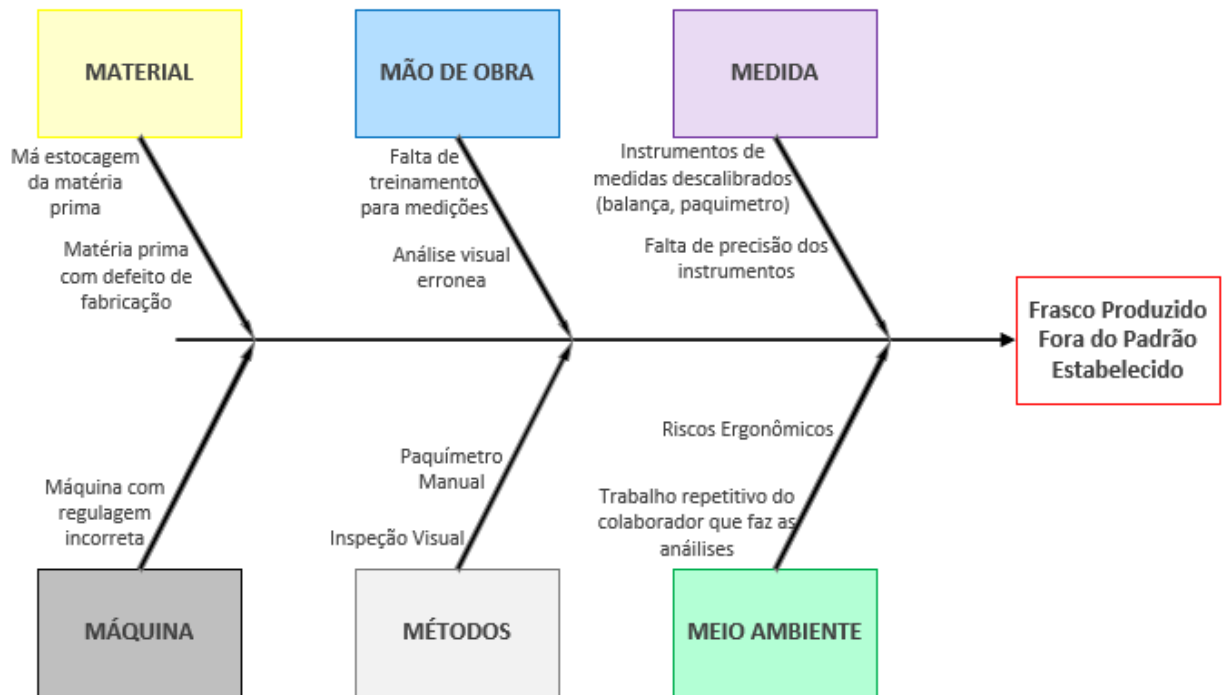 MATERIAL
MÃO DE OBRA
MEDIDA
Má estocagem
da matéria
prima
Matéria prima
com defeito de
fabricação
Falta de
treinamento
para medições
Análise visual
erronea
Instrumentos de
medidas descalibrados
(balança, paquimetro)
Falta de precisão dos
instrumentos
Frasco Produzido
Fora do Padrão
Estabelecido
Máquina com
regulagem
incorreta
Paquímetro
Manual
Inspeção Visual
Riscos Ergonômicos
Trabalho repetitivo do
colaborador que faz as
anáilises
MÁQUINA
MÉTODOS
MEIO AMBIENTE